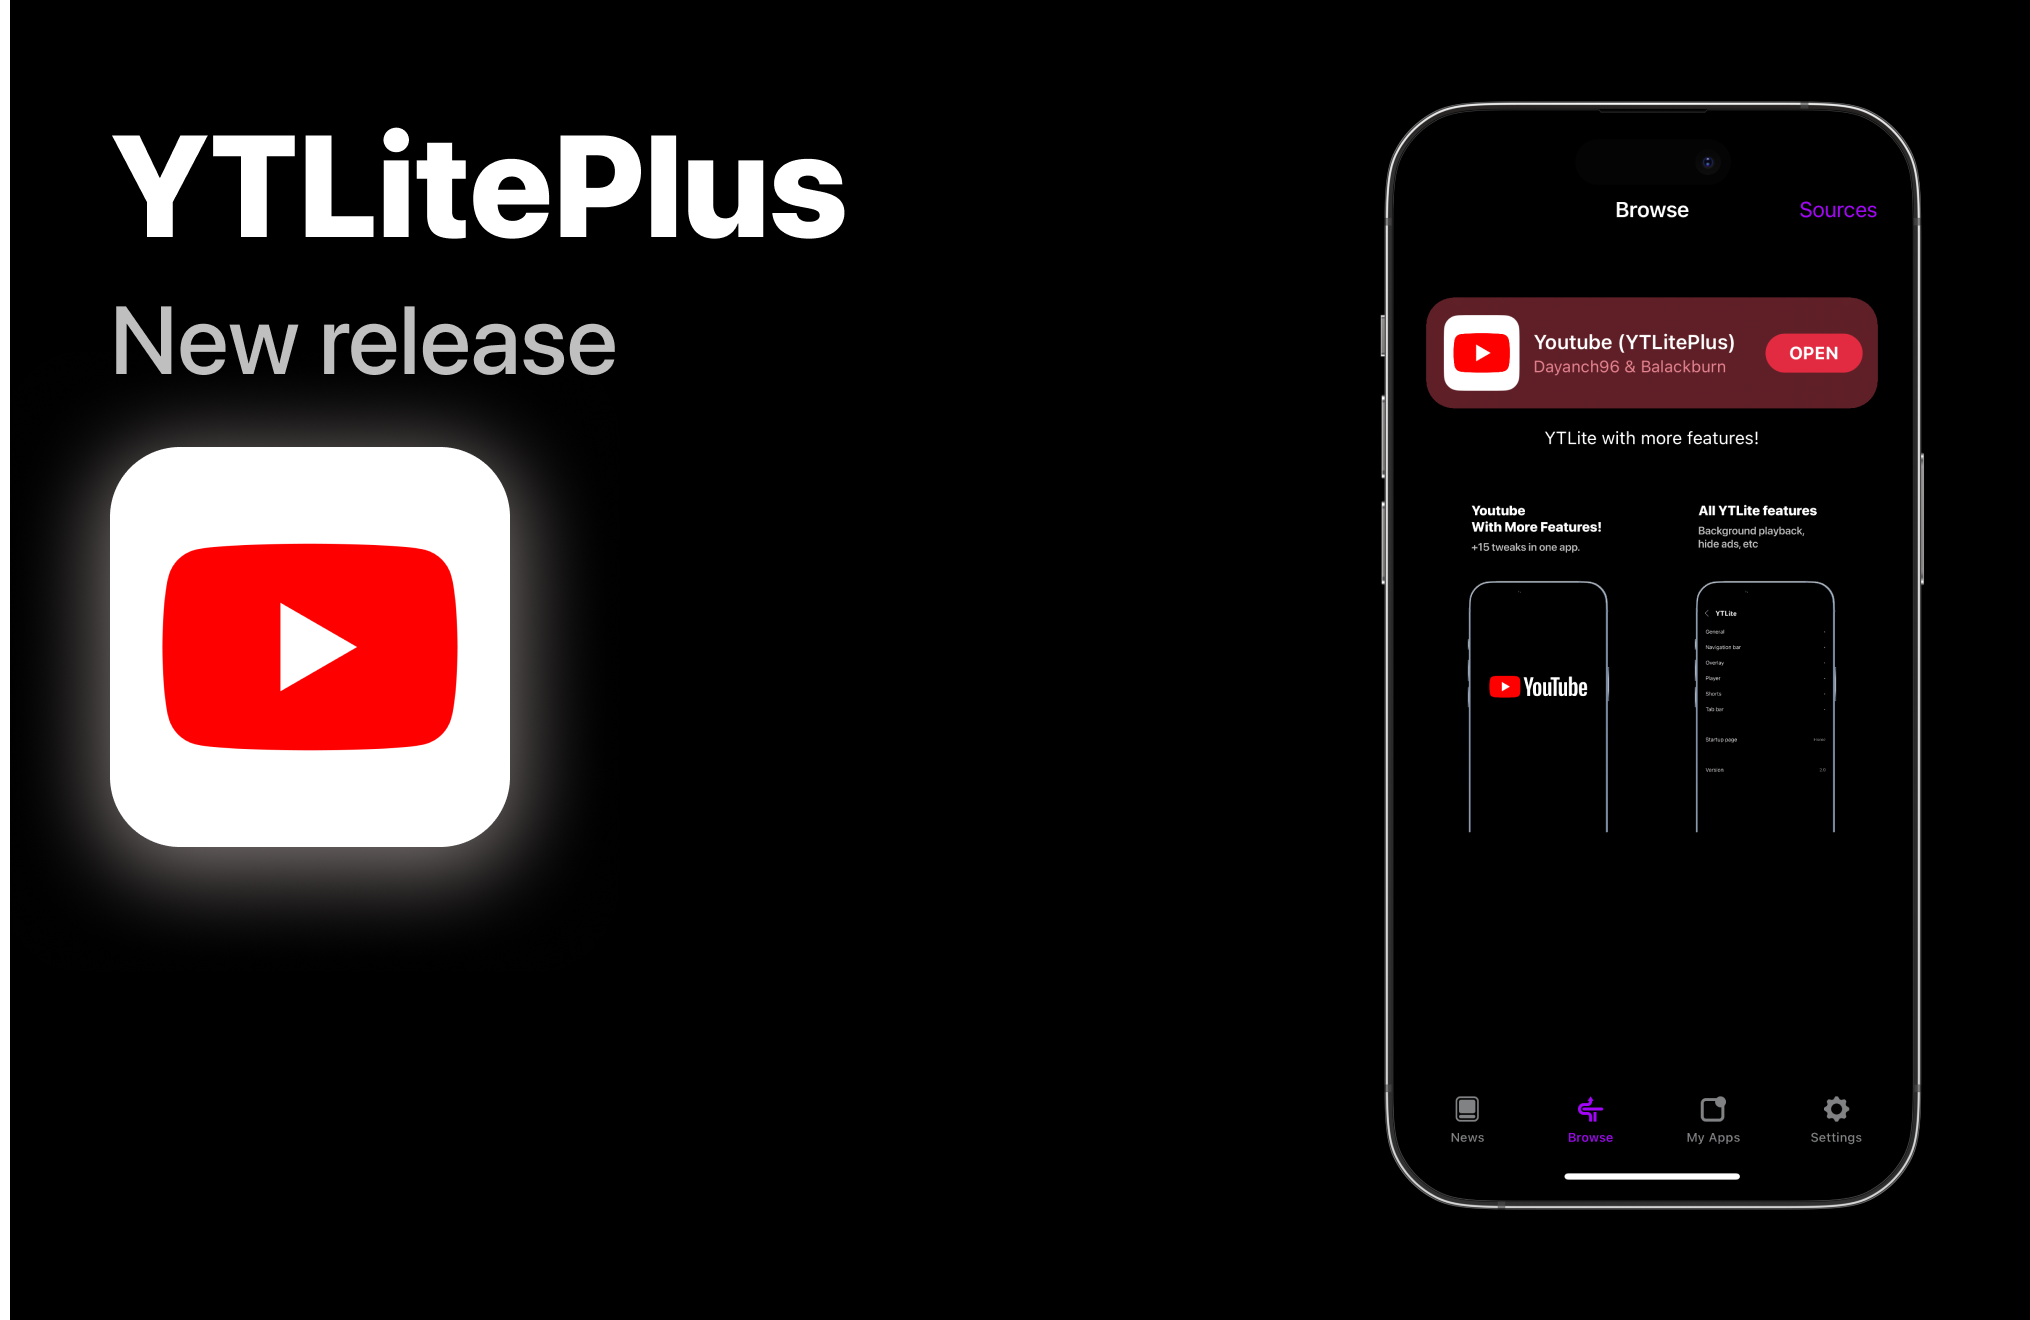 YTLitePlus
New release
Browse
Sources
Youtube (YTLitePlus)
Dayanch96 & Balackburn
OPEN
YTLite with more features!
Youtube
With More Features!
+15 tweaks in one app.
YouTube
All YTLite features
Background playback,
hide ads, etc
YTLite
General
Navigation bar
Overlay
Player
Shorts
Tab bar
Startup page
Version
News
Browse
My Apps
Settings